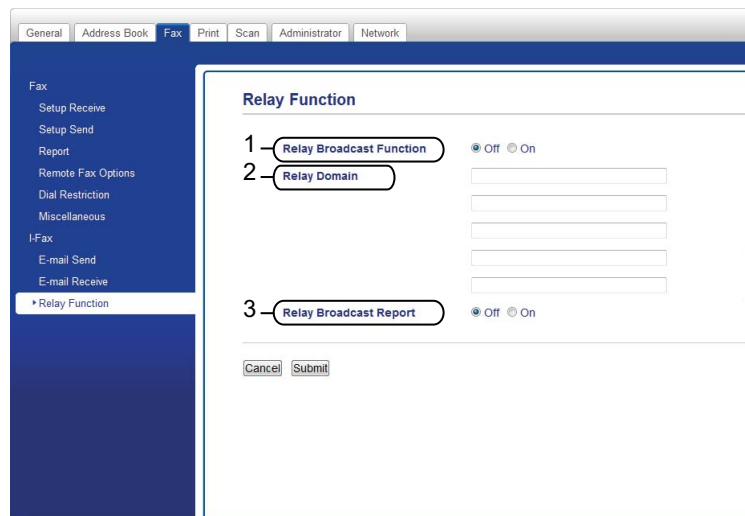 General Address Book Fax Print Scan Administrator Network
Fax
Setup Receive
Setup Send
Report
Remote Fax Options
Dial Restriction
Miscellaneous
I-Fax
E-mail Send
E-mail Receive
Relay Function
Relay Function
1 Relay Broadcast Function Off On
2 Relay Domain
3 Relay Broadcast Report Off On
Cancel Submit